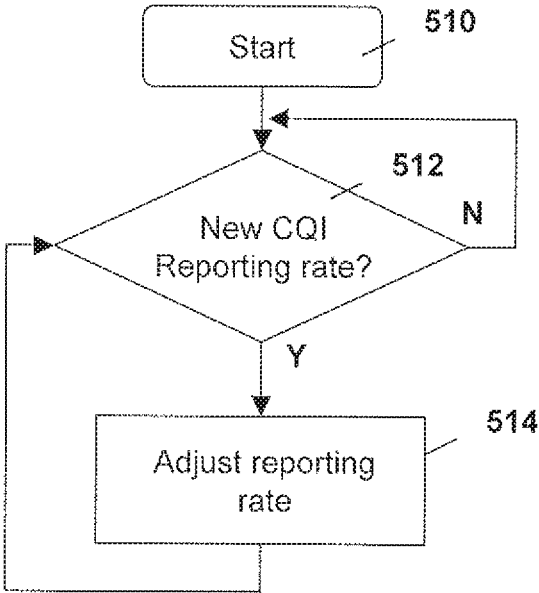 Start
510
512
New CQI
Reporting rate?
N
Y
514
Adjust reporting
rate